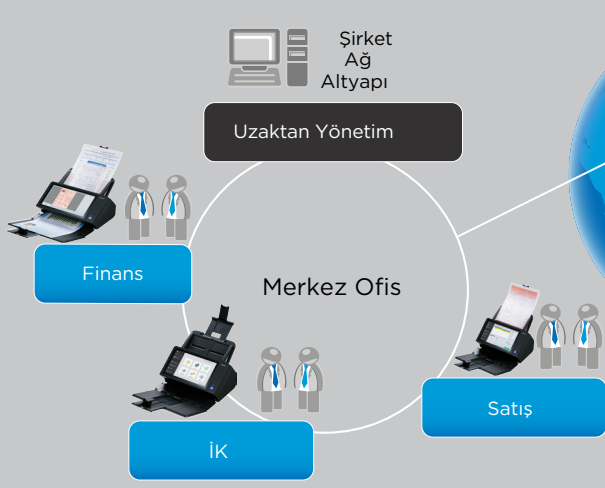 Şirket
Ağ
Altyapı
Uzaktan Yönetim
Finans
Merkez Ofis
Satış
İK